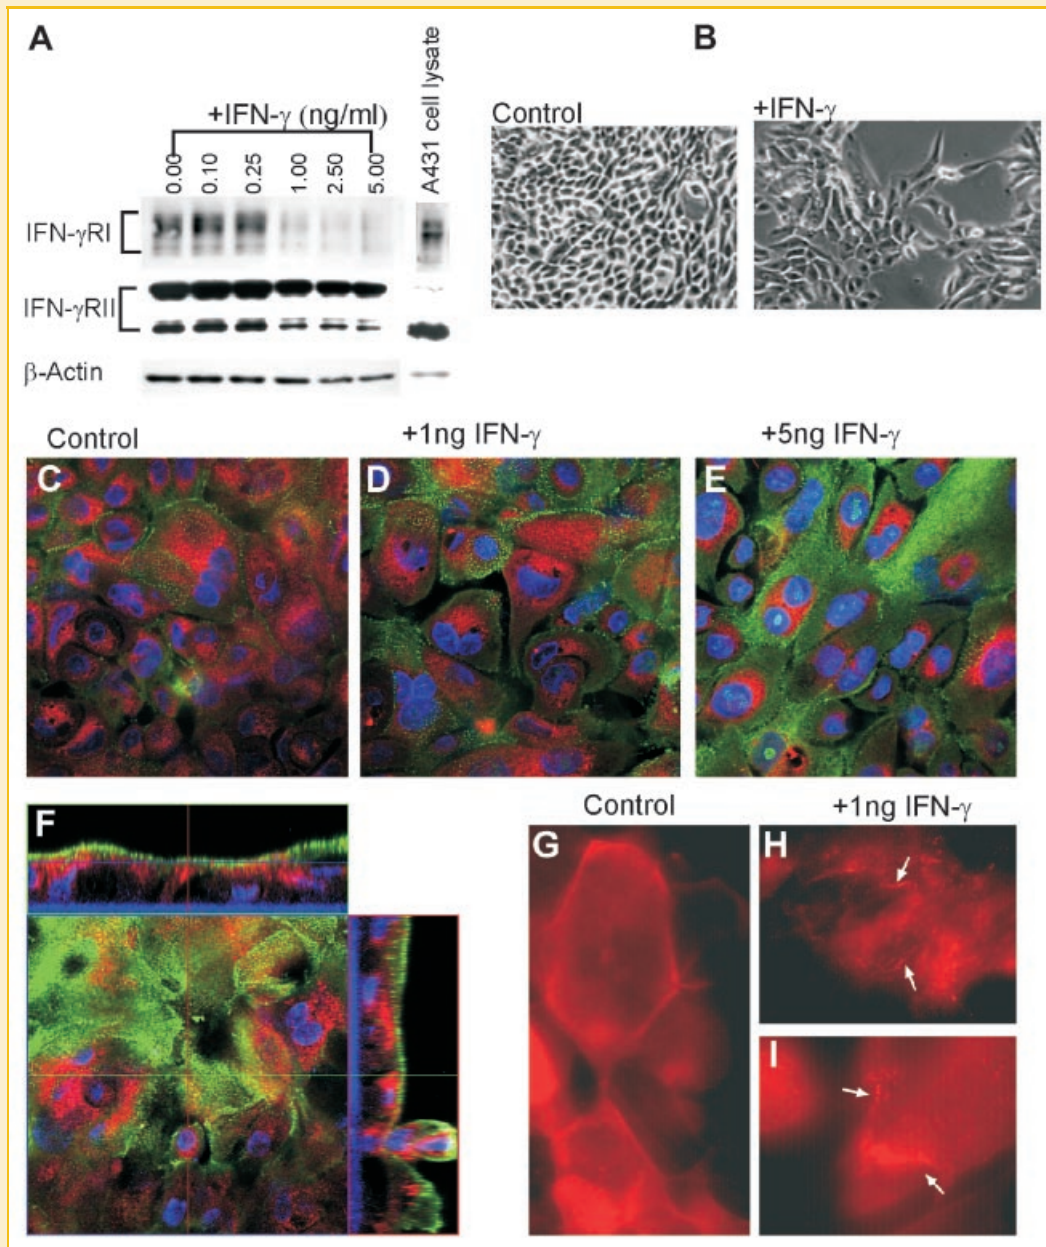 A
B
+IFN-γ (ng/ml)
0.00 0.10 0.25 1.00 2.50 5.00
A431 cell lysate
IFN-γRI
IFN-γRII
β-Actin
Control
+IFN-γ
Control
+1ng IFN-γ
+5ng IFN-γ
C
D
E
F
Control
+1ng IFN-γ
G
H
I